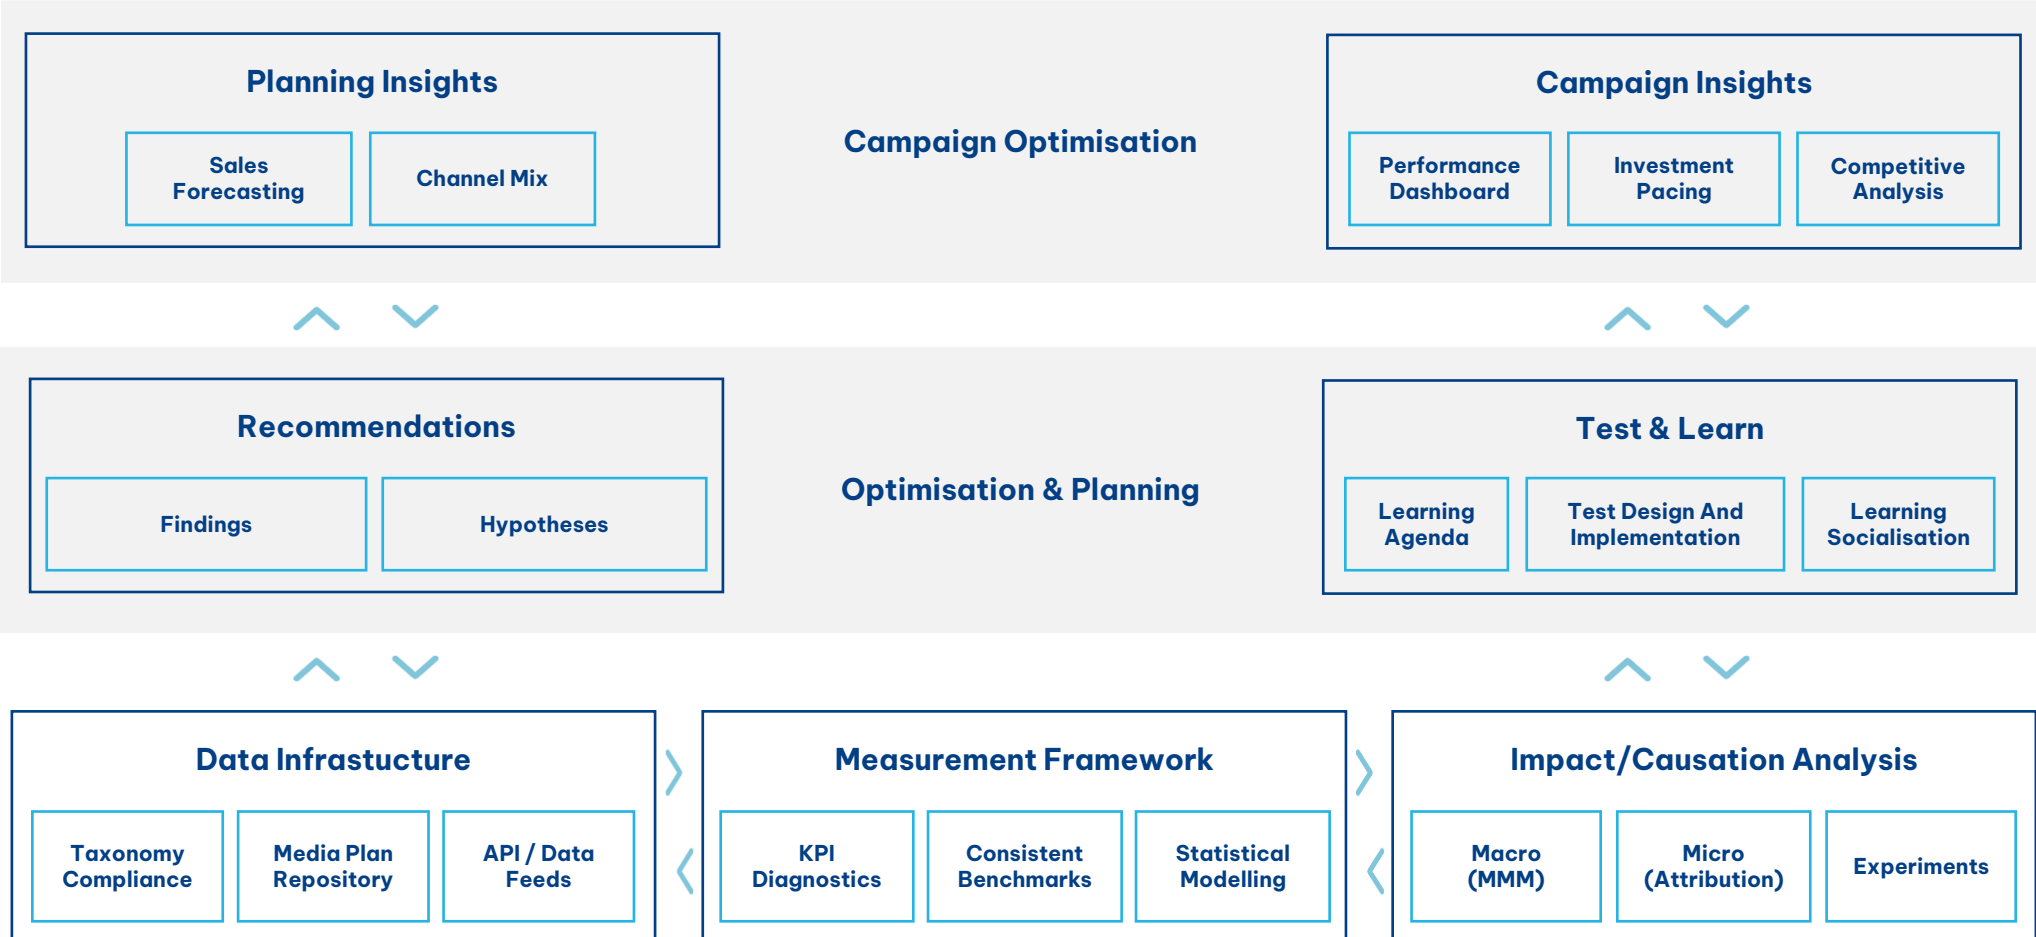 Planning Insights
Sales
Forecasting
Channel Mix
Campaign Optimisation
Campaign Insights
Performance
Dashboard
Investment
Pacing
Competitive
Analysis
Recommendations
Findings
Hypotheses
Optimisation & Planning
Test & Learn
Learning
Agenda
Test Design And
Implementation
Learning
Socialisation
Data Infrastucture
Taxonomy
Compliance
Media Plan
Repository
API / Data
Feeds
Measurement Framework
KPI
Diagnostics
Consistent
Benchmarks
Statistical
Modelling
Impact/Causation Analysis
Macro
(MMM)
Micro
(Attribution)
Experiments